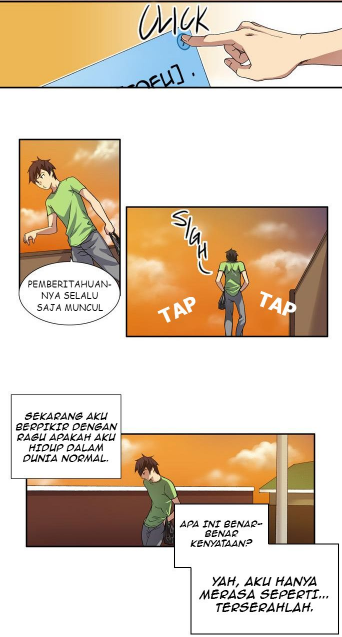 CLICK
OFU].
PEMBERITAHUAN-
NYA SELALU
SAJA MUNCUL
SIGH
TAP
TAP
SEKARANG AKU
BERPIKIR DENGAN
RAGU APAKAH AKU
HIDUP DALAM
DUNIA NORMAL.
APA INI BENAR-
BENAR
KENYATAAN?
YAH, AKU HANYA
MERASA SEPERTI...
TERSERAHLAH.